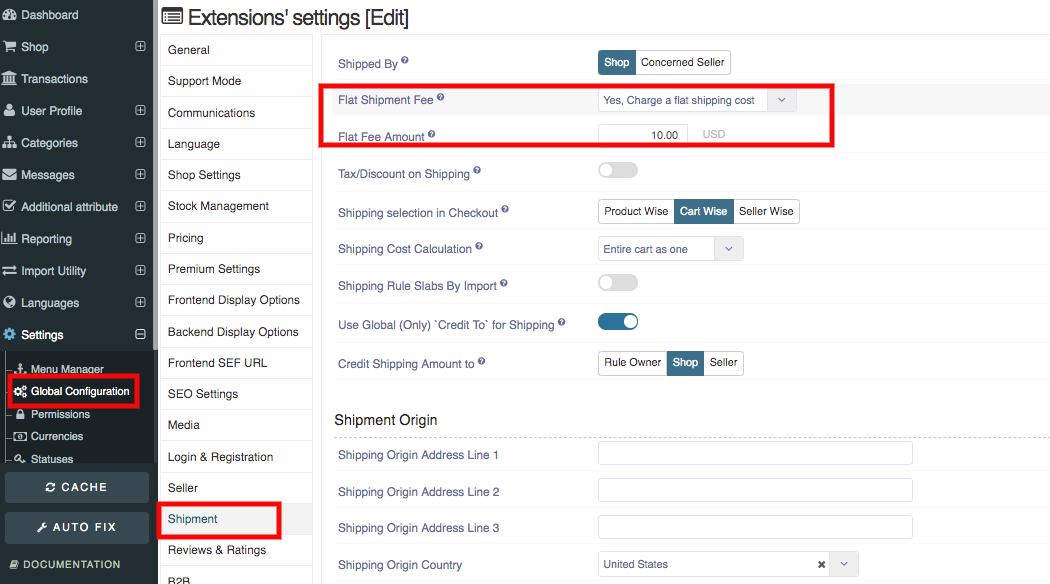 Dashboard
Shop
Transactions
User Profile
Categories
Messages
Additional attribute
Reporting
Import Utility
Languages
Settings
Menu Manager
Global Configuration
Permissions
Currencies
Statuses
CACHE
AUTO FIX
DOCUMENTATION
Extensions' settings [Edit]
General
Support Mode
Communications
Language
Shop Settings
Stock Management
Pricing
Premium Settings
Frontend Display Options
Backend Display Options
Frontend SEF URL
SEO Settings
Media
Login & Registration
Seller
Shipment
Reviews & Ratings
B2B
Shipped By Shop Concerned Seller
Flat Shipment Fee Yes, Charge a flat shipping cost
Flat Fee Amount 10.00 USD
Tax/Discount on Shipping
Shipping selection in Checkout Product Wise Cart Wise Seller Wise
Shipping Cost Calculation Entire cart as one
Shipping Rule Slabs By Import
Use Global (Only) `Credit To` for Shipping
Credit Shipping Amount to Rule Owner Shop Seller
Shipment Origin
Shipping Origin Address Line 1
Shipping Origin Address Line 2
Shipping Origin Address Line 3
Shipping Origin Country United States